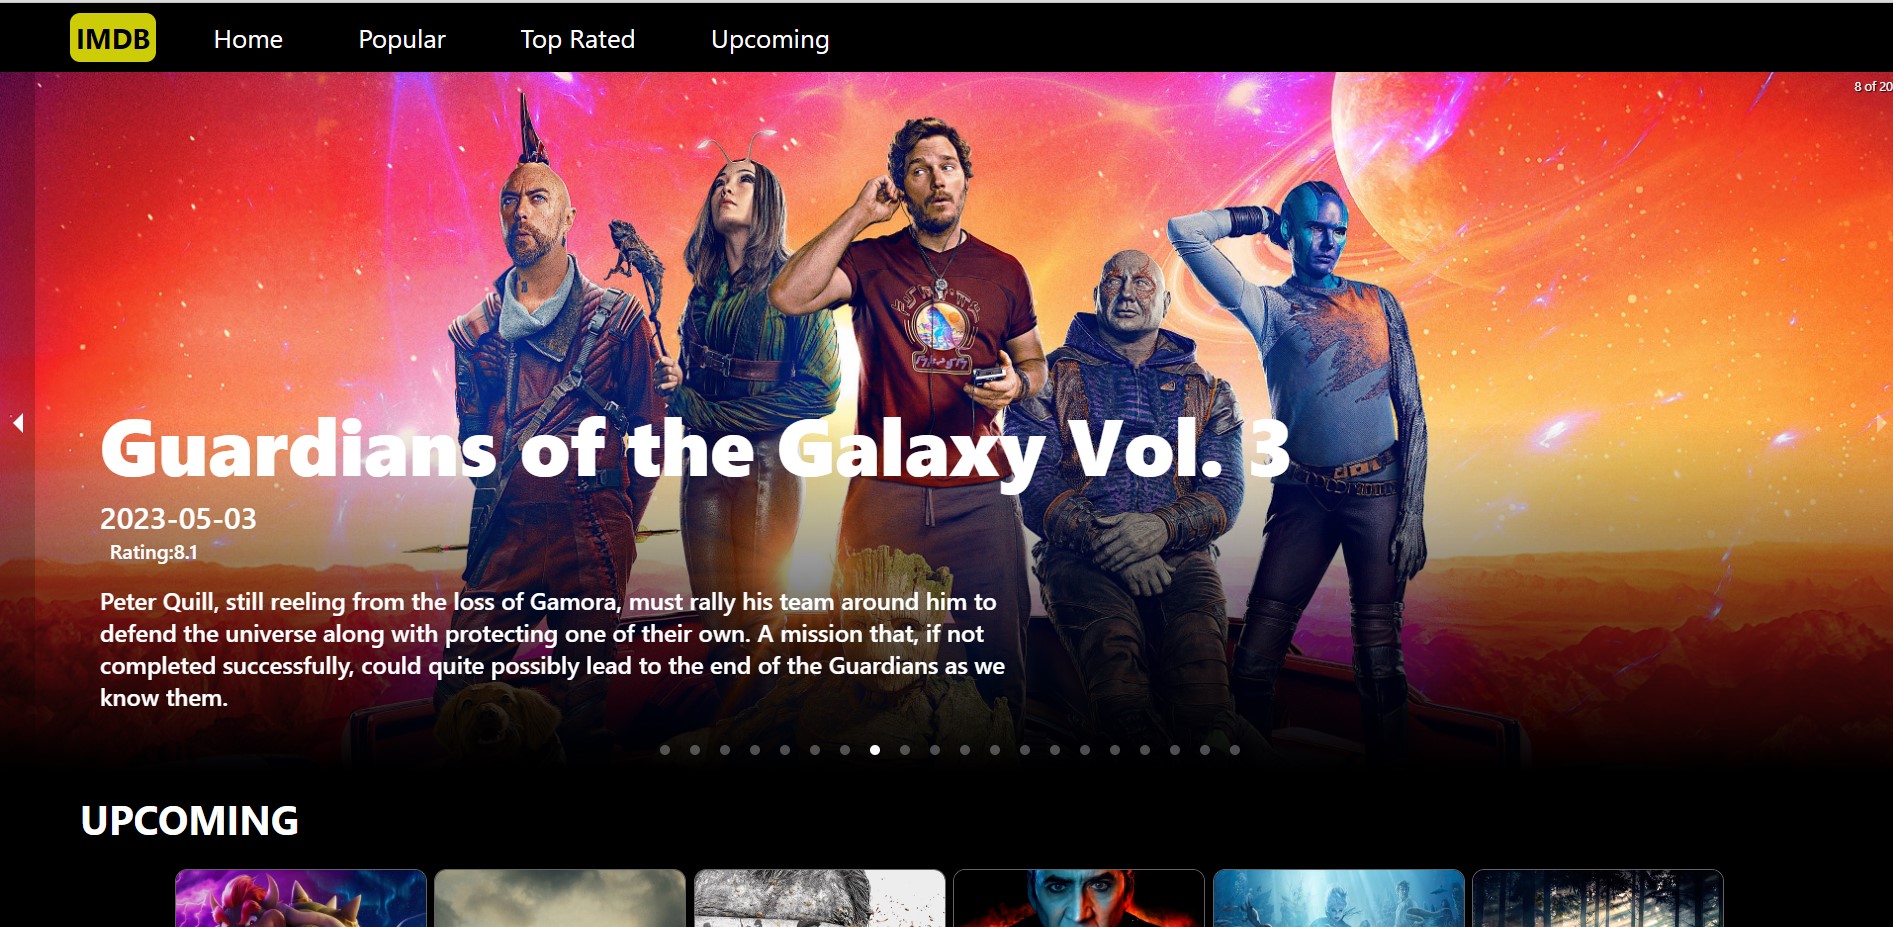 IMDB Home Popular Top Rated Upcoming
8 of 20
Guardians of the Galaxy Vol. 3
2023-05-03
Rating:8.1
Peter Quill, still reeling from the loss of Gamora, must rally his team around him to
defend the universe along with protecting one of their own. A mission that, if not
completed successfully, could quite possibly lead to the end of the Guardians as we
know them.
UPCOMING